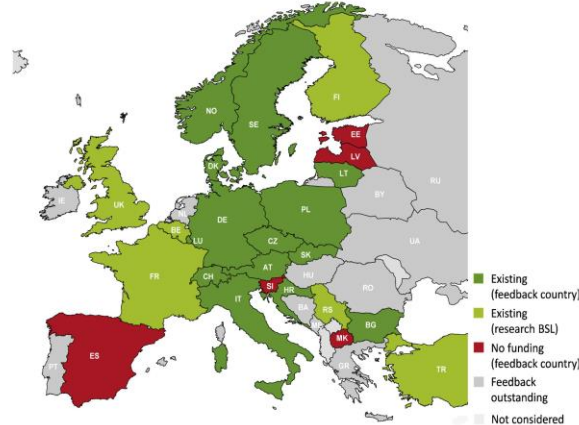 FI
NO
SE
EE
LV
DK
LT
RU
IE
UK
NL
BY
DE
PL
BE
LU
CZ
UA
SK
FR
CH
AT
HU
SI
HR
RO
IT
BA
RS
BG
MK
ES
PT
GR
TR
Existing
(feedback country)
Existing
(research BSL)
No funding
(feedback country)
Feedback
outstanding
Not considered